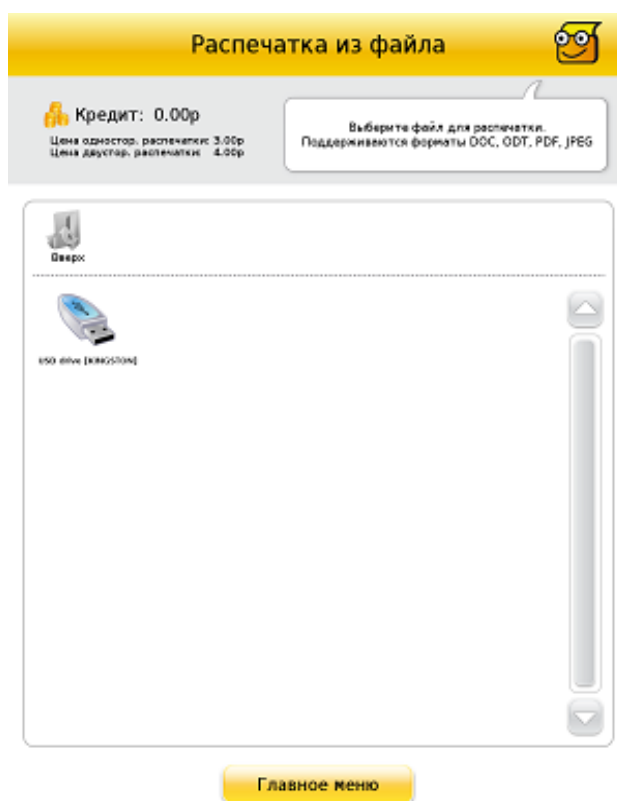 Распечатка из файла
Кредит: 0.00р
Цена одностор. распечатки: 3.00р
Цена двустор. распечатки: 4.00р
Выберите файл для распечатки.
Поддерживаются форматы DOC, ODT, PDF, JPEG
Вверх
USB drive [KINGSTON]
Главное меню